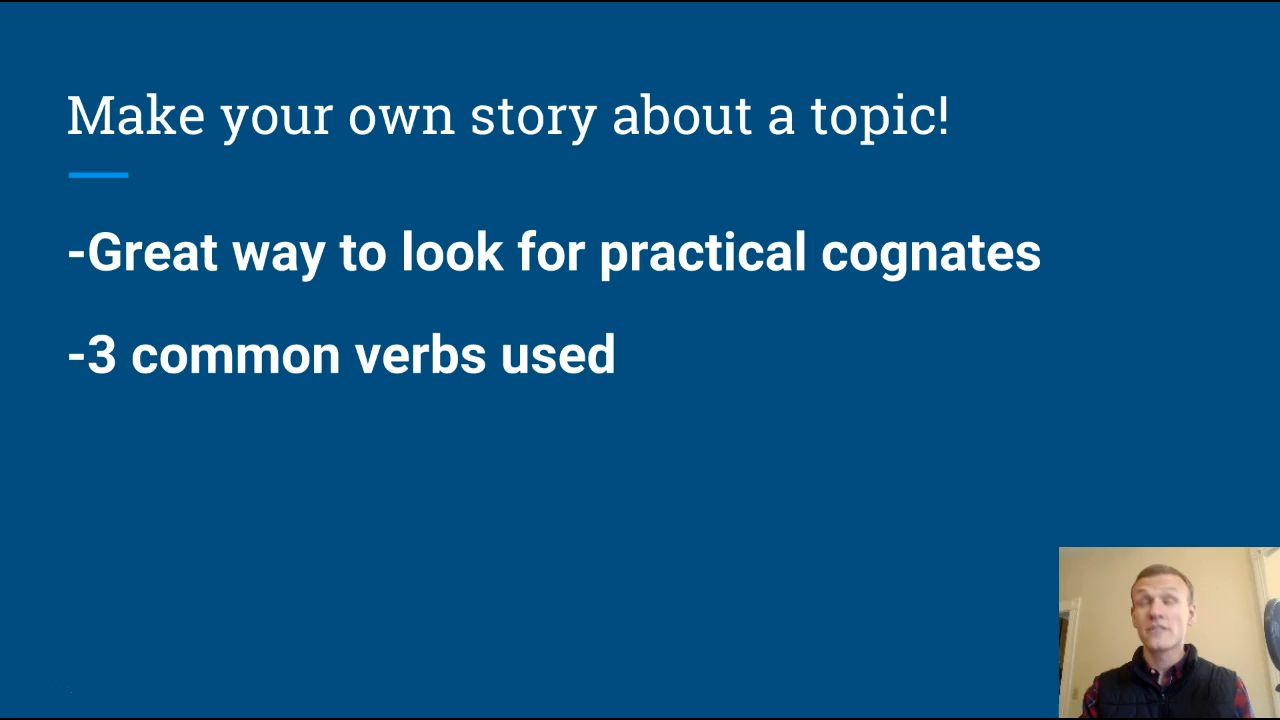 Make your own story about a topic!
-Great way to look for practical cognates
-3 common verbs used